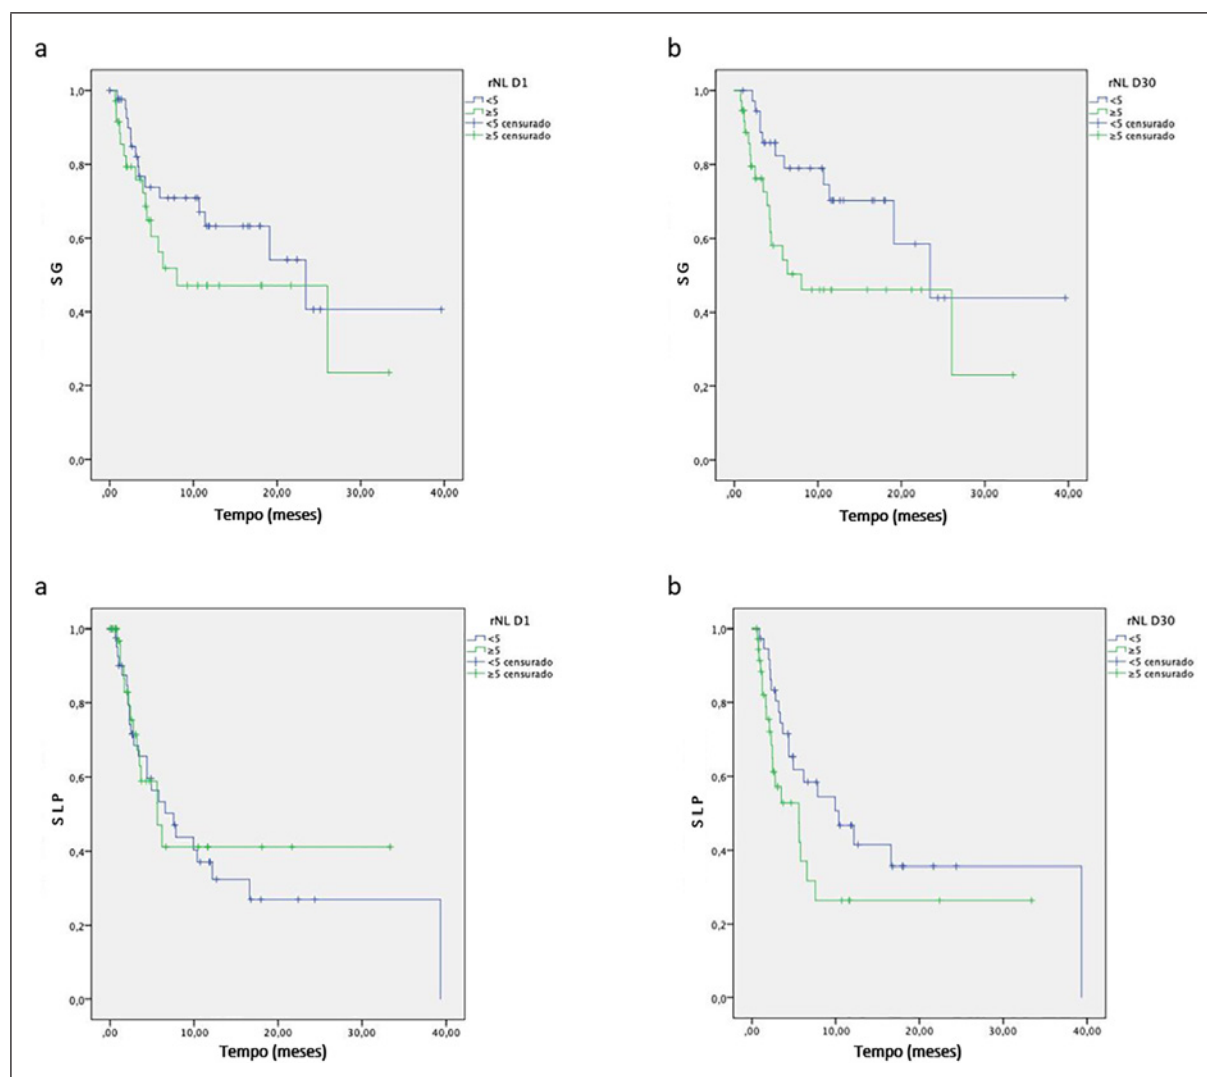 a
rNL D1
<5
≥5
<5 censurado
≥5 censurado
1,0
0,8
0,6
0,4
0,2
0,0
SG
,00 10,00 20,00 30,00 40,00
Tempo (meses)
b
rNL D30
<5
≥5
<5 censurado
≥5 censurado
1,0
0,8
0,6
0,4
0,2
0,0
SG
,00 10,00 20,00 30,00 40,00
Tempo (meses)
a
rNL D1
<5
≥5
<5 censurado
≥5 censurado
1,0
0,8
0,6
0,4
0,2
0,0
SLP
,00 10,00 20,00 30,00 40,00
Tempo (meses)
b
rNL D30
<5
≥5
<5 censurado
≥5 censurado
1,0
0,8
0,6
0,4
0,2
0,0
SLP
,00 10,00 20,00 30,00 40,00
Tempo (meses)